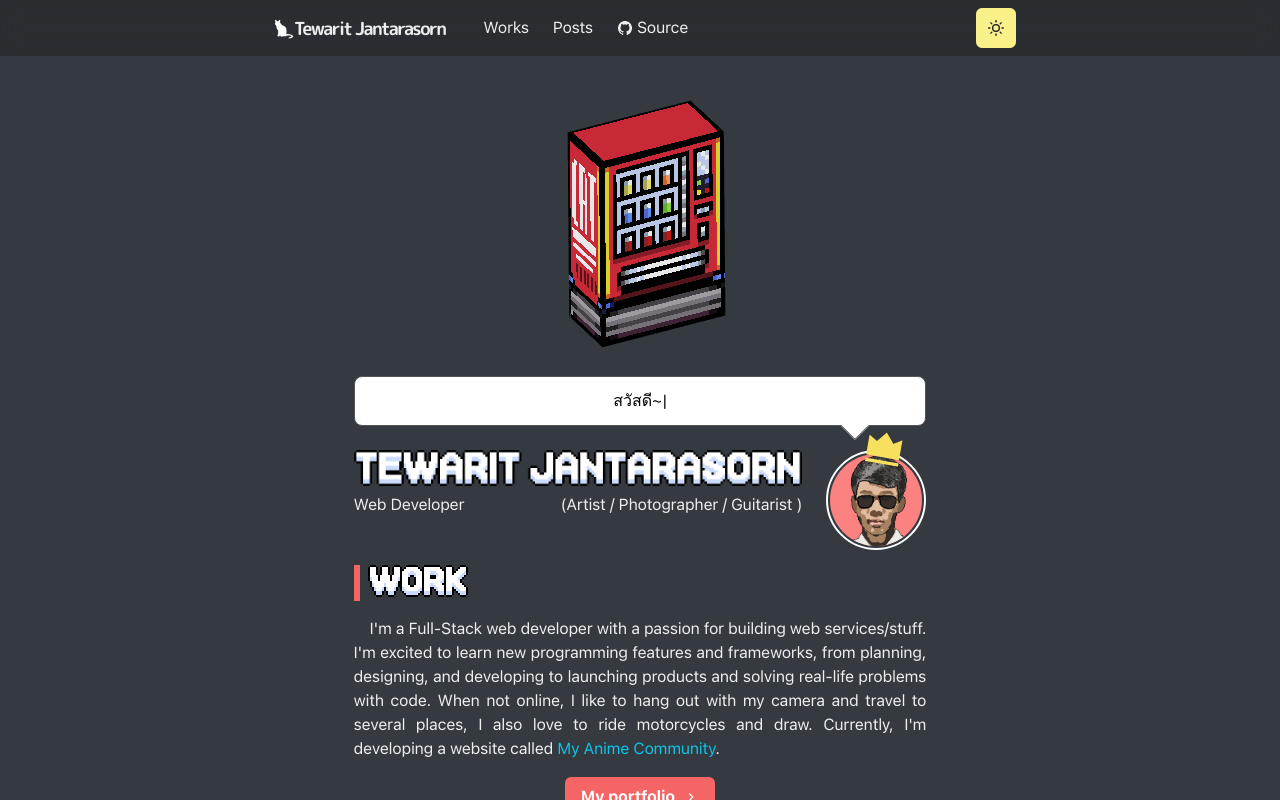 Tewarit Jantarasorn Works Posts Source
สวัสดี~|
TEWARIT JANTARASORN
Web Developer (Artist / Photographer / Guitarist )
WORK
I'm a Full-Stack web developer with a passion for building web services/stuff.
I'm excited to learn new programming features and frameworks, from planning,
designing, and developing to launching products and solving real-life problems
with code. When not online, I like to hang out with my camera and travel to
several places, I also love to ride motorcycles and draw. Currently, I'm
developing a website called My Anime Community.
My portfolio